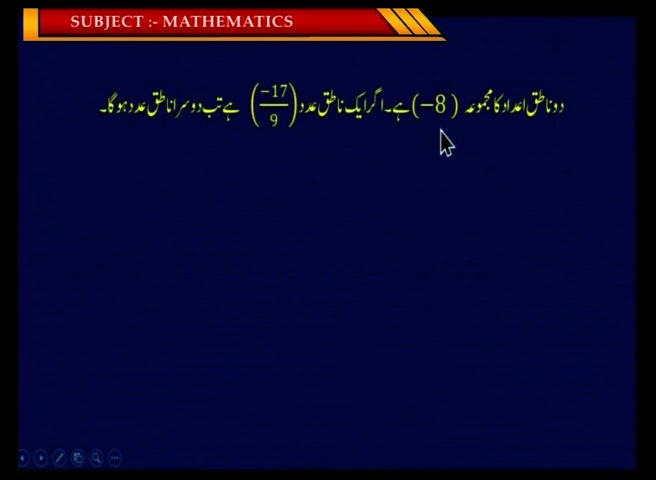 SUBJECT :- MATHEMATICS
دو ناطق اعداد کا مجموعہ (−8) ہے۔ اگر ایک ناطق عدد (−17/9) ہے تب دوسرا ناطق عدد ہوگا۔